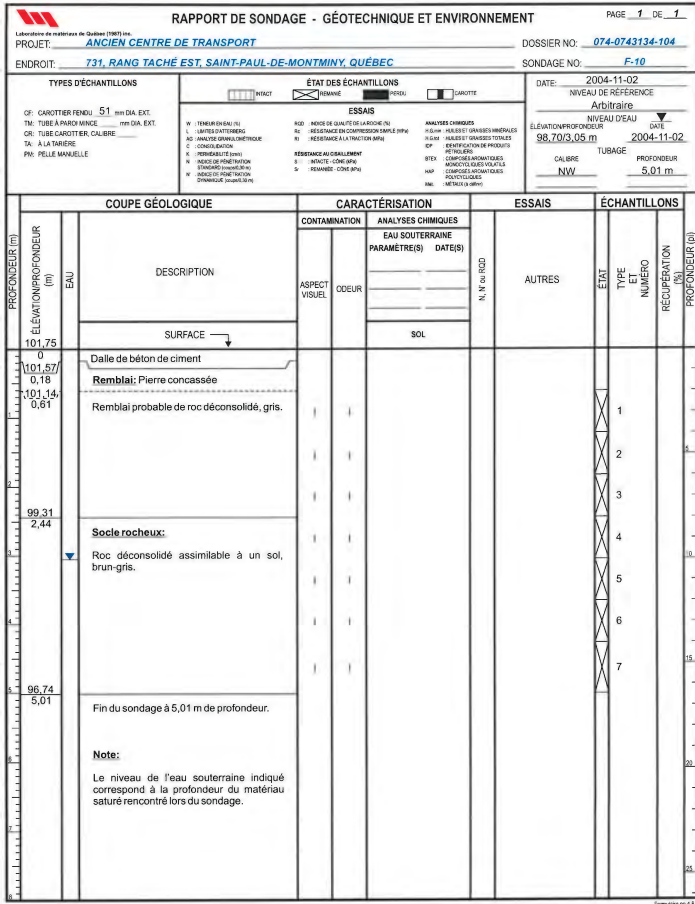 RAPPORT DE SONDAGE - GÉOTECHNIQUE ET ENVIRONNEMENT
PAGE 1 DE 1
Laboratoire de matériaux de Québec (1987) inc.
PROJET: ANCIEN CENTRE DE TRANSPORT
DOSSIER NO: 074-0743134-104
ENDROIT: 731, RANG TACHÉ EST, SAINT-PAUL-DE-MONTMINY, QUÉBEC
SONDAGE NO: F-10
TYPES D'ÉCHANTILLONS
CF: CAROTTIER FENDU 51 mm DIA. EXT.
TM: TUBE À PAROI MINCE mm DIA. EXT.
CR: TUBE CAROTTIER, CALIBRE
TA: À LA TARIÈRE
PM: PELLE MANUELLE
ÉTAT DES ÉCHANTILLONS
INTACT REMANIÉ PERDU CAROTTE
ESSAIS
W : TENEUR EN EAU (%)
L : LIMITES D'ATTERBERG
AG : ANALYSE GRANULOMÉTRIQUE
C : CONSOLIDATION
K : PERMÉABILITÉ (cm/s)
N : INDICE DE PÉNÉTRATION
STANDARD (coups/0,30 m)
N' : INDICE DE PÉNÉTRATION
DYNAMIQUE (coups/0,30 m)
RQD : INDICE DE QUALITÉ DE LA ROCHE (%)
Rc : RÉSISTANCE EN COMPRESSION SIMPLE (MPa)
Rt : RÉSISTANCE À LA TRACTION (MPa)
RÉSISTANCE AU CISAILLEMENT
S : INTACTE - CÔNE (kPa)
Sr : REMANIÉE - CÔNE (kPa)
ANALYSES CHIMIQUES
H.G.min : HUILES ET GRAISSES MINÉRALES
H.G.tot : HUILES ET GRAISSES TOTALES
IDP : IDENTIFICATION DE PRODUITS
PÉTROLIERS
BTEX : COMPOSÉS AROMATIQUES
MONOCYCLIQUES VOLATILS
HAP : COMPOSÉS AROMATIQUES
POLYCYCLIQUES
Mét. : MÉTAUX (à définir)
DATE: 2004-11-02
NIVEAU DE RÉFÉRENCE
Arbitraire
NIVEAU D'EAU
ÉLÉVATION/PROFONDEUR DATE
98,70/3,05 m 2004-11-02
TUBAGE
CALIBRE PROFONDEUR
NW 5,01 m
COUPE GÉOLOGIQUE
CARACTÉRISATION
ESSAIS
ÉCHANTILLONS
PROFONDEUR (m)
ÉLÉVATION/PROFONDEUR (m)
EAU
DESCRIPTION
CONTAMINATION
ASPECT VISUEL
ODEUR
ANALYSES CHIMIQUES
EAU SOUTERRAINE
PARAMÈTRE(S) DATE(S)
SOL
N, N' ou RQD
AUTRES
ÉTAT
TYPE ET NUMÉRO
RÉCUPÉRATION (%)
PROFONDEUR (pi)
101,75
SURFACE
0
Dalle de béton de ciment
101,57
0,18
Remblai: Pierre concassée
101,14
0,61
Remblai probable de roc déconsolidé, gris.
1
1
2
5
2
3
99,31
2,44
Socle rocheux:
4
3
10
Roc déconsolidé assimilable à un sol,
brun-gris.
5
4
6
15
7
5
96,74
5,01
Fin du sondage à 5,01 m de profondeur.
6
Note:
20
Le niveau de l'eau souterraine indiqué
correspond à la profondeur du matériau
saturé rencontré lors du sondage.
7
25
8